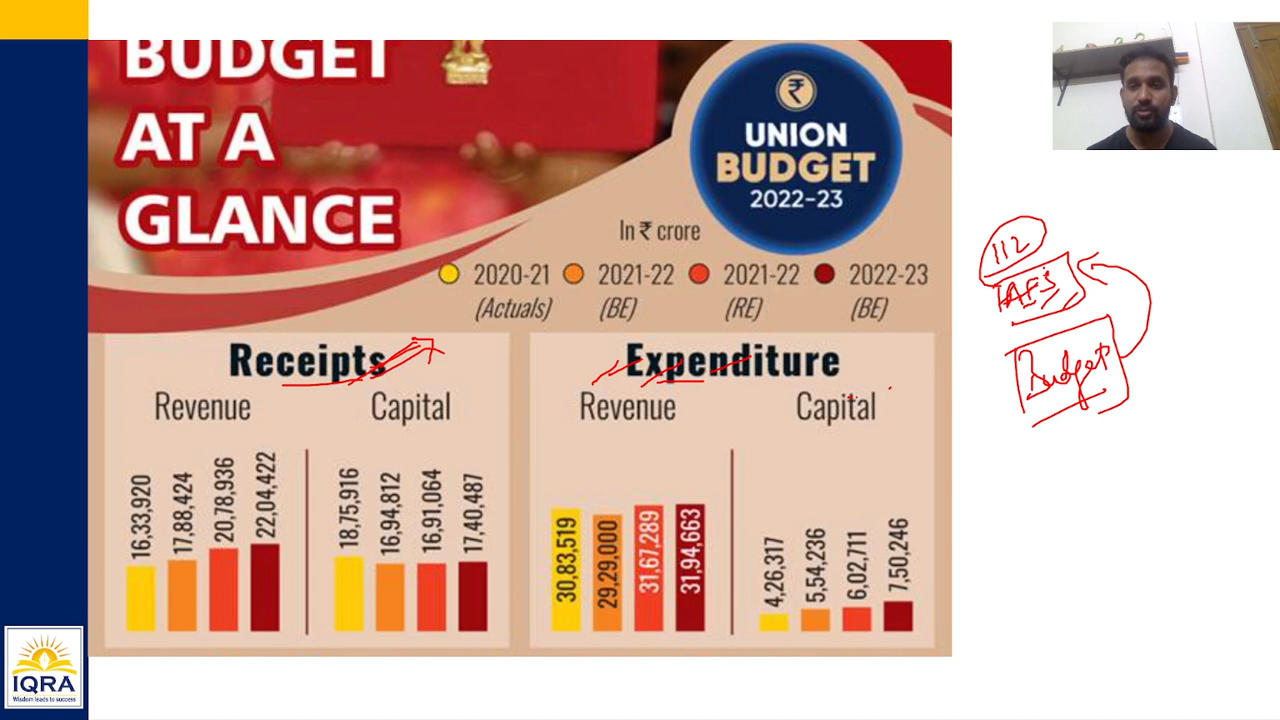 BUDGET
AT A
GLANCE
₹
UNION
BUDGET
2022-23
In ₹ crore
2020-21 2021-22 2021-22 2022-23
(Actuals) (BE) (RE) (BE)
Receipts
Revenue Capital
16,33,920 17,88,424 20,78,936 22,04,422
18,75,916 16,94,812 16,91,064 17,40,487
Expenditure
Revenue Capital
30,83,519 29,29,000 31,67,289 31,94,663
4,26,317 5,54,236 6,02,711 7,50,246
112
Budget
IQRA
Wisdom leads to success